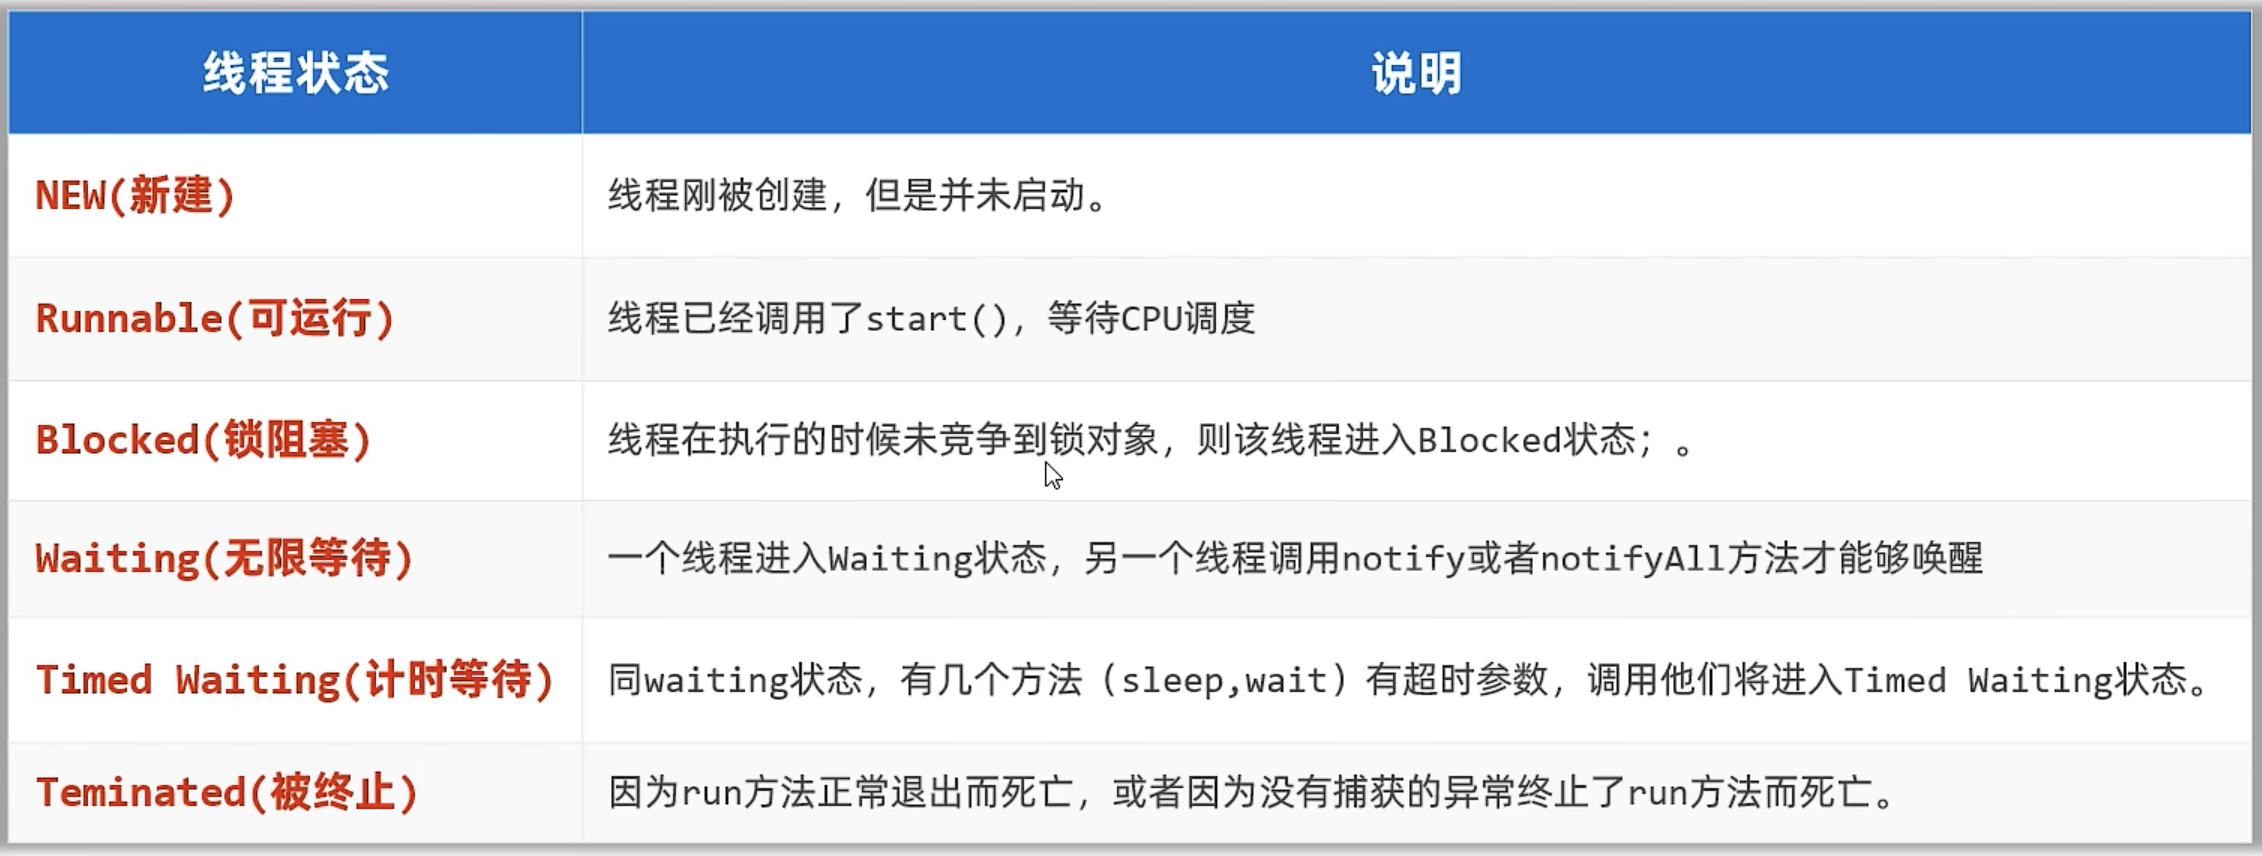 线程状态 说明
NEW(新建) 线程刚被创建，但是并未启动。
Runnable(可运行) 线程已经调用了start()，等待CPU调度
Blocked(锁阻塞) 线程在执行的时候未竞争到锁对象，则该线程进入Blocked状态；。
Waiting(无限等待) 一个线程进入Waiting状态，另一个线程调用notify或者notifyAll方法才能够唤醒
Timed Waiting(计时等待) 同waiting状态，有几个方法（sleep,wait）有超时参数，调用他们将进入Timed Waiting状态。
Teminated(被终止) 因为run方法正常退出而死亡，或者因为没有捕获的异常终止了run方法而死亡。